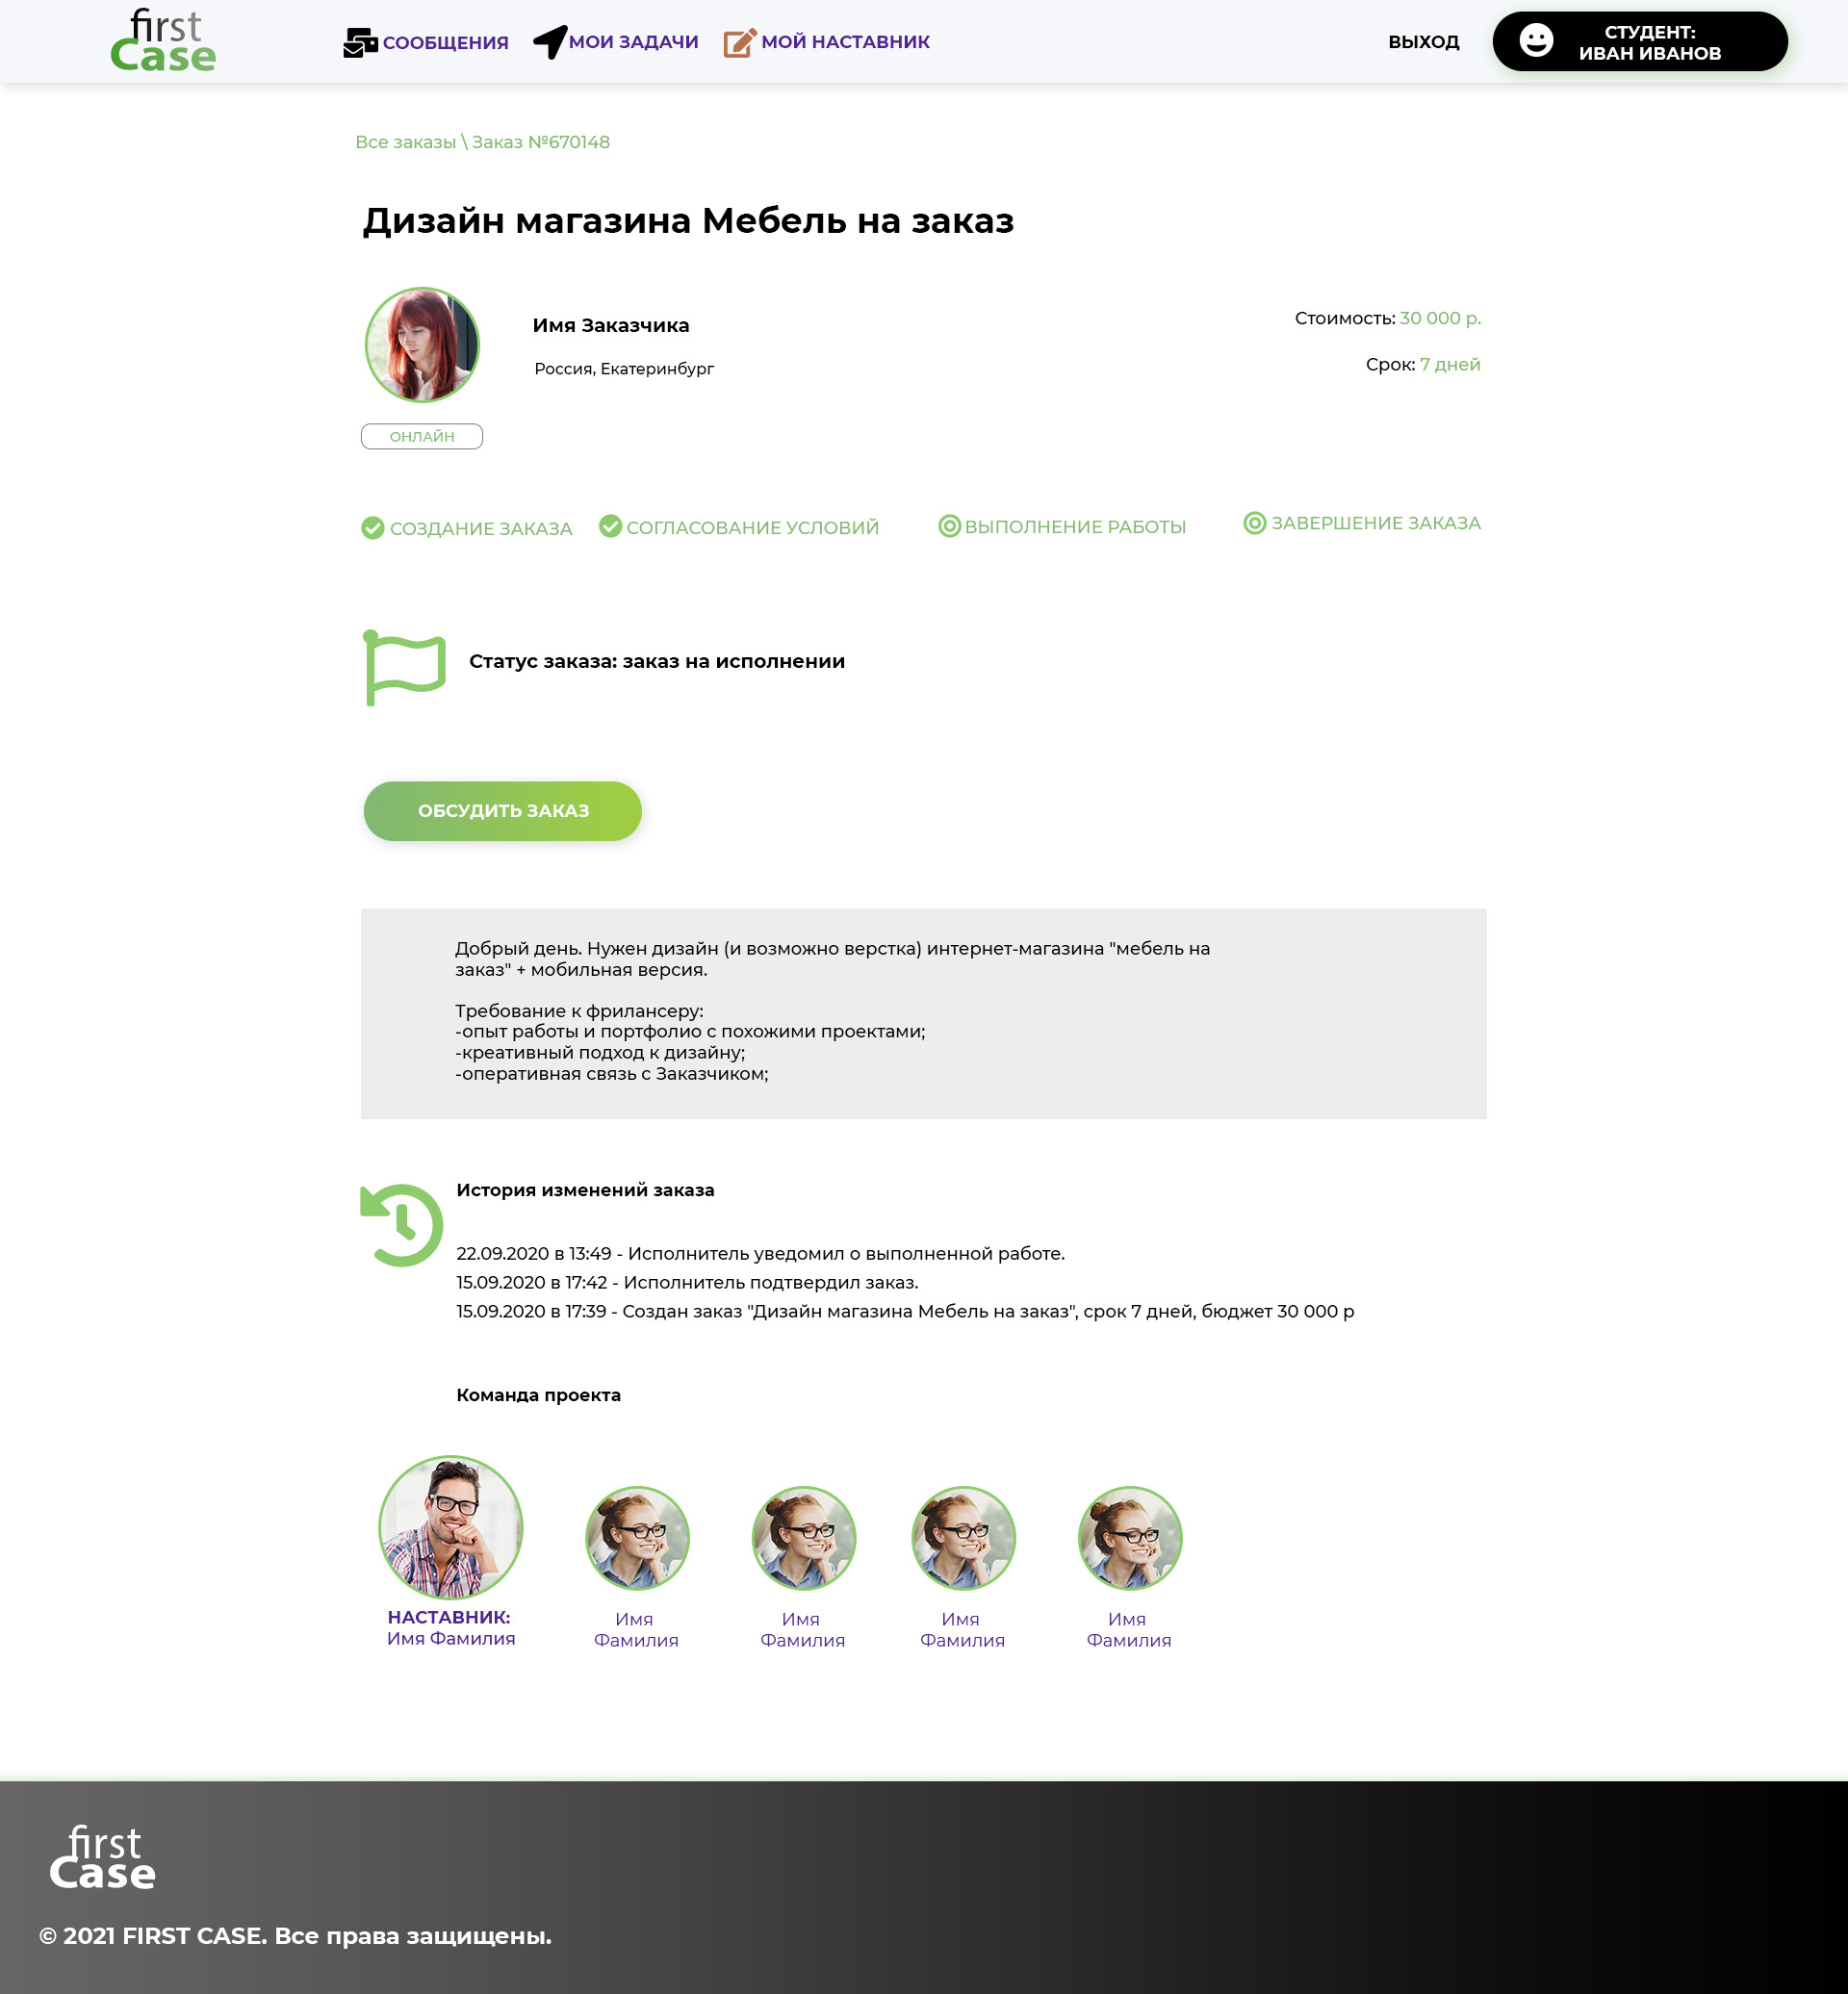 first
Case
СООБЩЕНИЯ
МОИ ЗАДАЧИ
МОЙ НАСТАВНИК
ВЫХОД
СТУДЕНТ:
ИВАН ИВАНОВ
Все заказы \ Заказ №670148
Дизайн магазина Мебель на заказ
Имя Заказчика
Россия, Екатеринбург
Стоимость: 30 000 р.
Срок: 7 дней
ОНЛАЙН
СОЗДАНИЕ ЗАКАЗА
СОГЛАСОВАНИЕ УСЛОВИЙ
ВЫПОЛНЕНИЕ РАБОТЫ
ЗАВЕРШЕНИЕ ЗАКАЗА
Статус заказа: заказ на исполнении
ОБСУДИТЬ ЗАКАЗ
Добрый день. Нужен дизайн (и возможно верстка) интернет-магазина "мебель на
заказ" + мобильная версия.
Требование к фрилансеру:
-опыт работы и портфолио с похожими проектами;
-креативный подход к дизайну;
-оперативная связь с Заказчиком;
История изменений заказа
22.09.2020 в 13:49 - Исполнитель уведомил о выполненной работе.
15.09.2020 в 17:42 - Исполнитель подтвердил заказ.
15.09.2020 в 17:39 - Создан заказ "Дизайн магазина Мебель на заказ", срок 7 дней, бюджет 30 000 р
Команда проекта
НАСТАВНИК:
Имя Фамилия
Имя
Фамилия
Имя
Фамилия
Имя
Фамилия
Имя
Фамилия
first
Case
© 2021 FIRST CASE. Все права защищены.